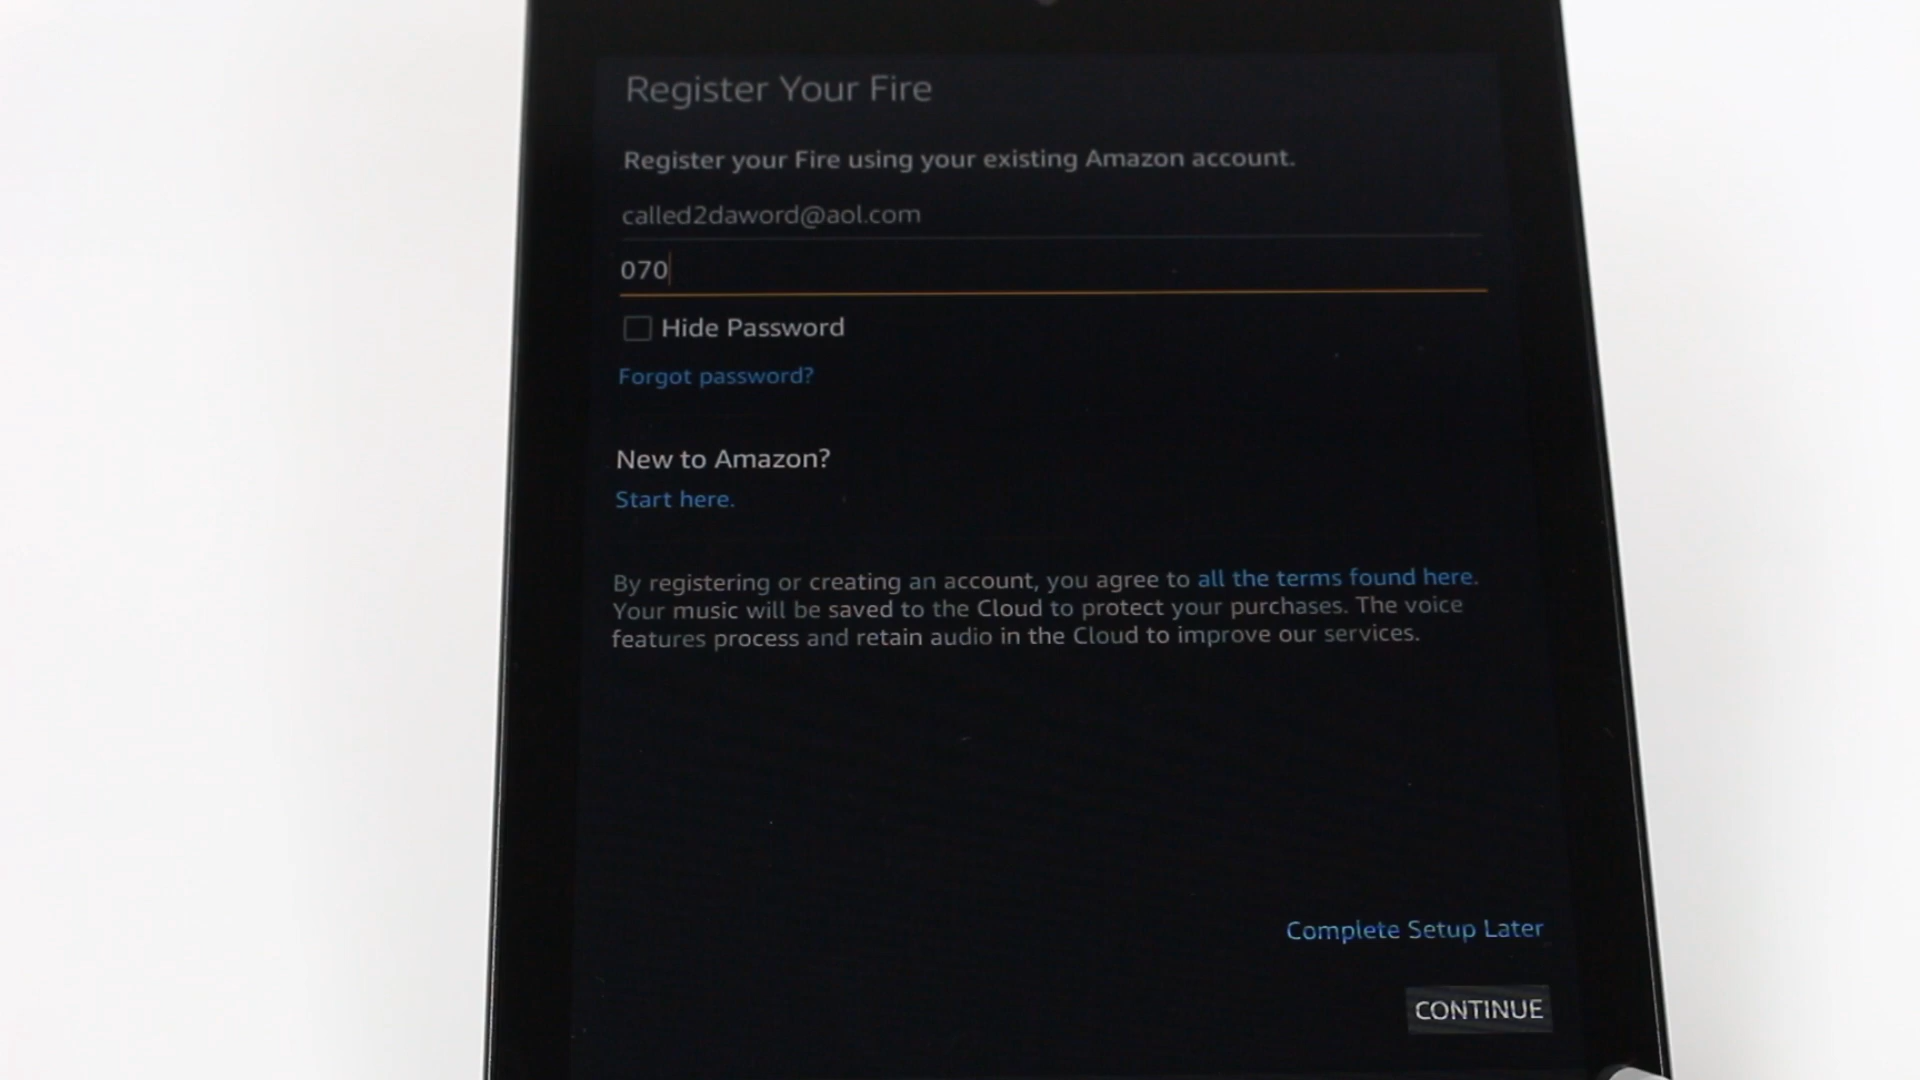 Register Your Fire
Register your Fire using your existing Amazon account.
called2daword@aol.com
070
Hide Password
Forgot password?
New to Amazon?
Start here.
By registering or creating an account, you agree to all the terms found here.
Your music will be saved to the Cloud to protect your purchases. The voice
features process and retain audio in the Cloud to improve our services.
Complete Setup Later
CONTINUE